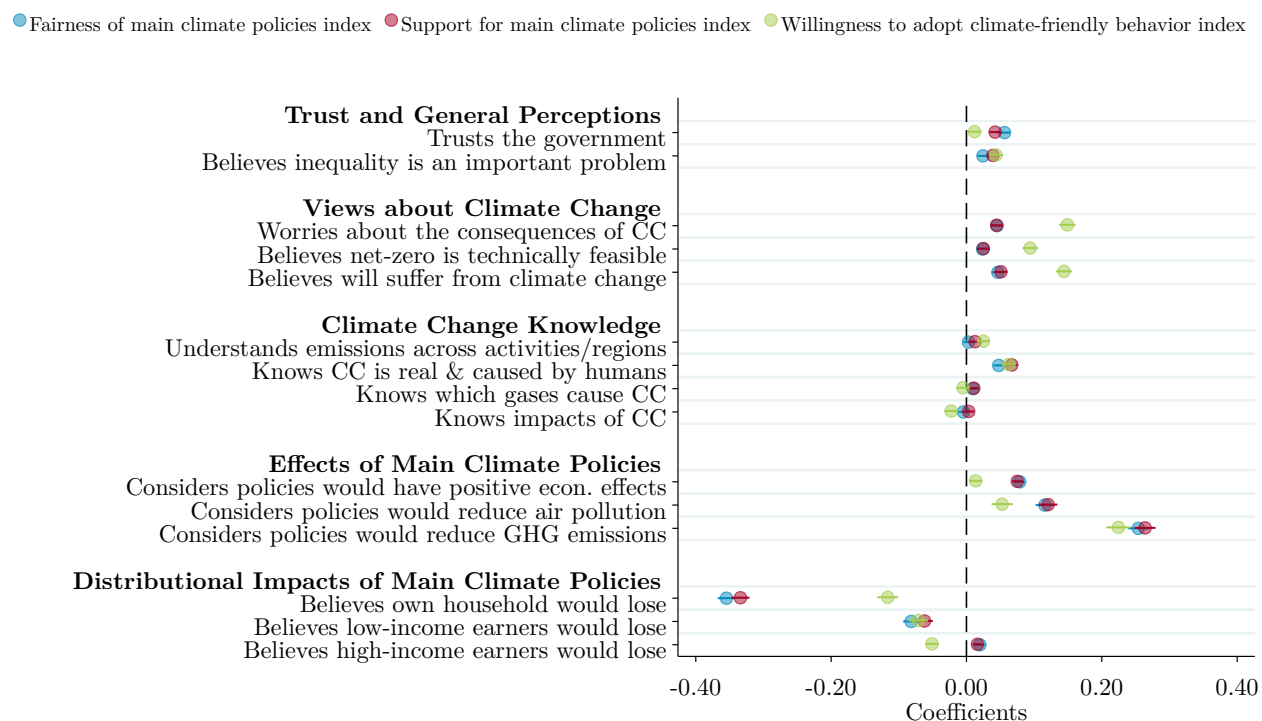 Fairness of main climate policies index Support for main climate policies index Willingness to adopt climate-friendly behavior index
Trust and General Perceptions
Trusts the government
Believes inequality is an important problem
Views about Climate Change
Worries about the consequences of CC
Believes net-zero is technically feasible
Believes will suffer from climate change
Climate Change Knowledge
Understands emissions across activities/regions
Knows CC is real & caused by humans
Knows which gases cause CC
Knows impacts of CC
Effects of Main Climate Policies
Considers policies would have positive econ. effects
Considers policies would reduce air pollution
Considers policies would reduce GHG emissions
Distributional Impacts of Main Climate Policies
Believes own household would lose
Believes low-income earners would lose
Believes high-income earners would lose
-0.40 -0.20 0.00 0.20 0.40
Coefficients